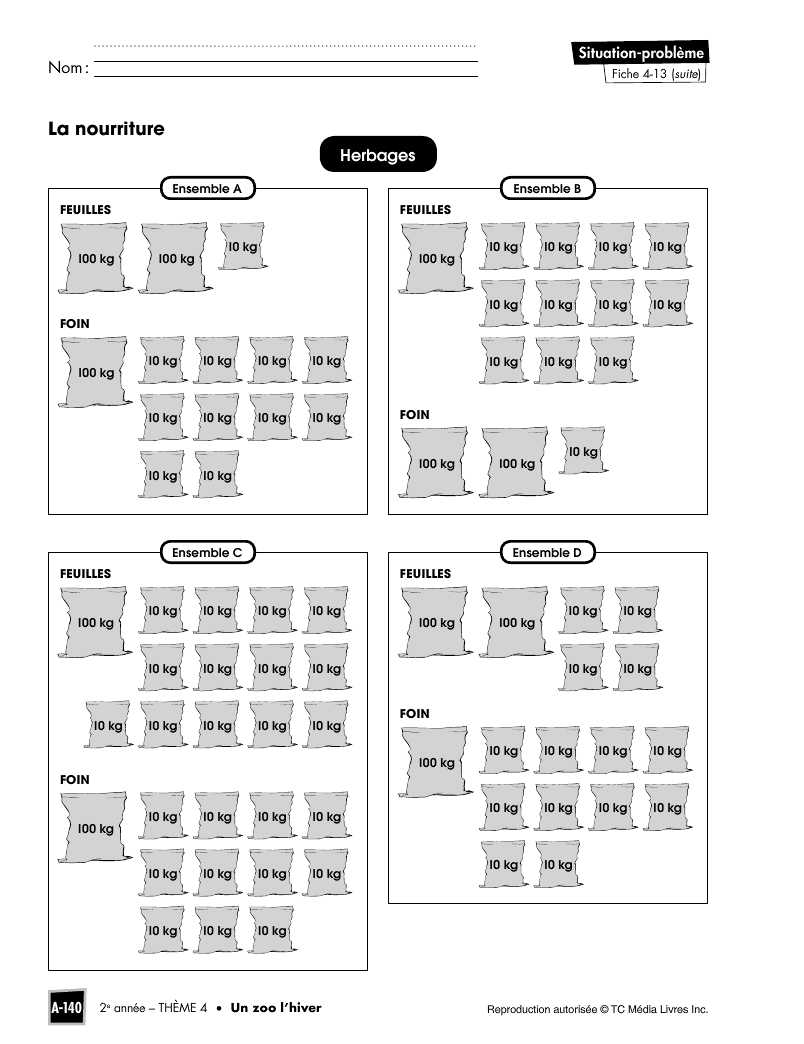 Nom :
Situation-problème
Fiche 4-13 (suite)
La nourriture
Herbages
Ensemble A
FEUILLES
100 kg 100 kg 10 kg
FOIN
100 kg 10 kg 10 kg 10 kg 10 kg
10 kg 10 kg 10 kg 10 kg
10 kg 10 kg
Ensemble B
FEUILLES
100 kg 10 kg 10 kg 10 kg 10 kg
10 kg 10 kg 10 kg 10 kg
10 kg 10 kg 10 kg
FOIN
100 kg 100 kg 10 kg
Ensemble C
FEUILLES
100 kg 10 kg 10 kg 10 kg 10 kg
10 kg 10 kg 10 kg 10 kg
10 kg 10 kg 10 kg 10 kg 10 kg
FOIN
100 kg 10 kg 10 kg 10 kg 10 kg
10 kg 10 kg 10 kg 10 kg
10 kg 10 kg 10 kg
Ensemble D
FEUILLES
100 kg 100 kg 10 kg 10 kg
10 kg 10 kg
FOIN
100 kg 10 kg 10 kg 10 kg 10 kg
10 kg 10 kg 10 kg 10 kg
10 kg 10 kg
A-140 2e année – THÈME 4 • Un zoo l'hiver
Reproduction autorisée © TC Média Livres Inc.